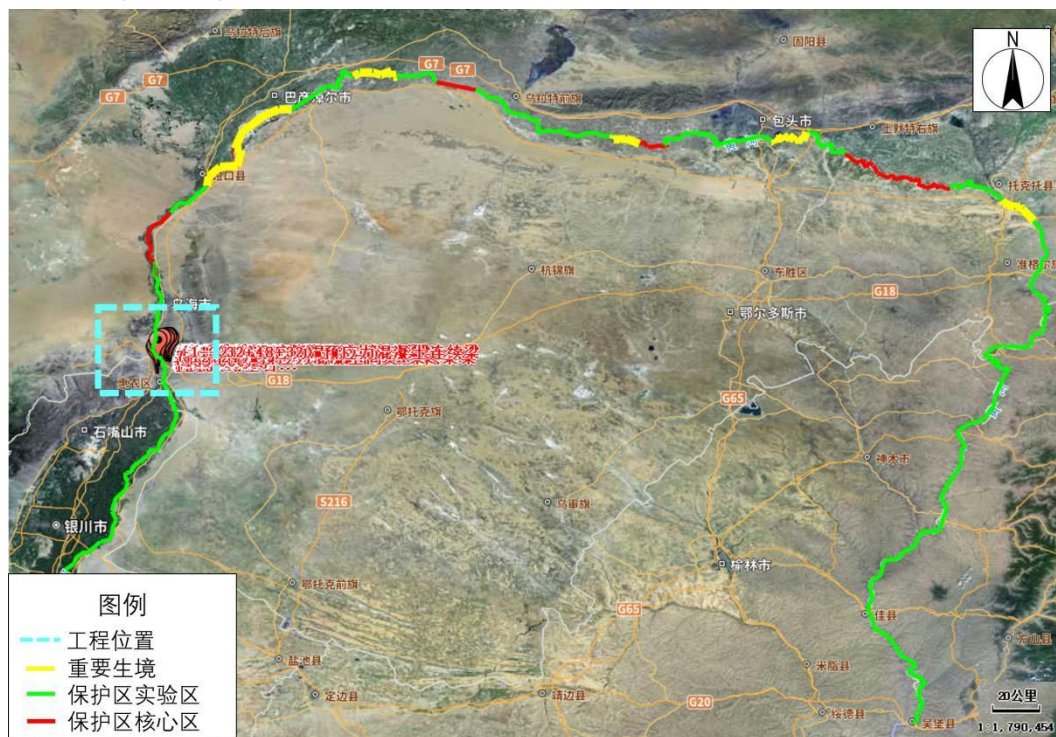 乌拉特后旗
固阳县
N
G7
G7
G7
巴彦淖尔市
乌拉特前旗
包头市
土默特右旗
磴口县
托克托县
准格尔旗
杭锦旗
东胜区
乌海市
G18
鄂尔多斯市
惠农区
G18
G65
鄂托克旗
石嘴山市
神木市
S216
乌审旗
银川市
榆林市
鄂托克前旗
G65
佳县
图例
工程位置
重要生境
保护区实验区
保护区核心区
盐池县
米脂县
定边县
靖边县
G20
绥德县
吴堡县
20公里
1:1,790,454